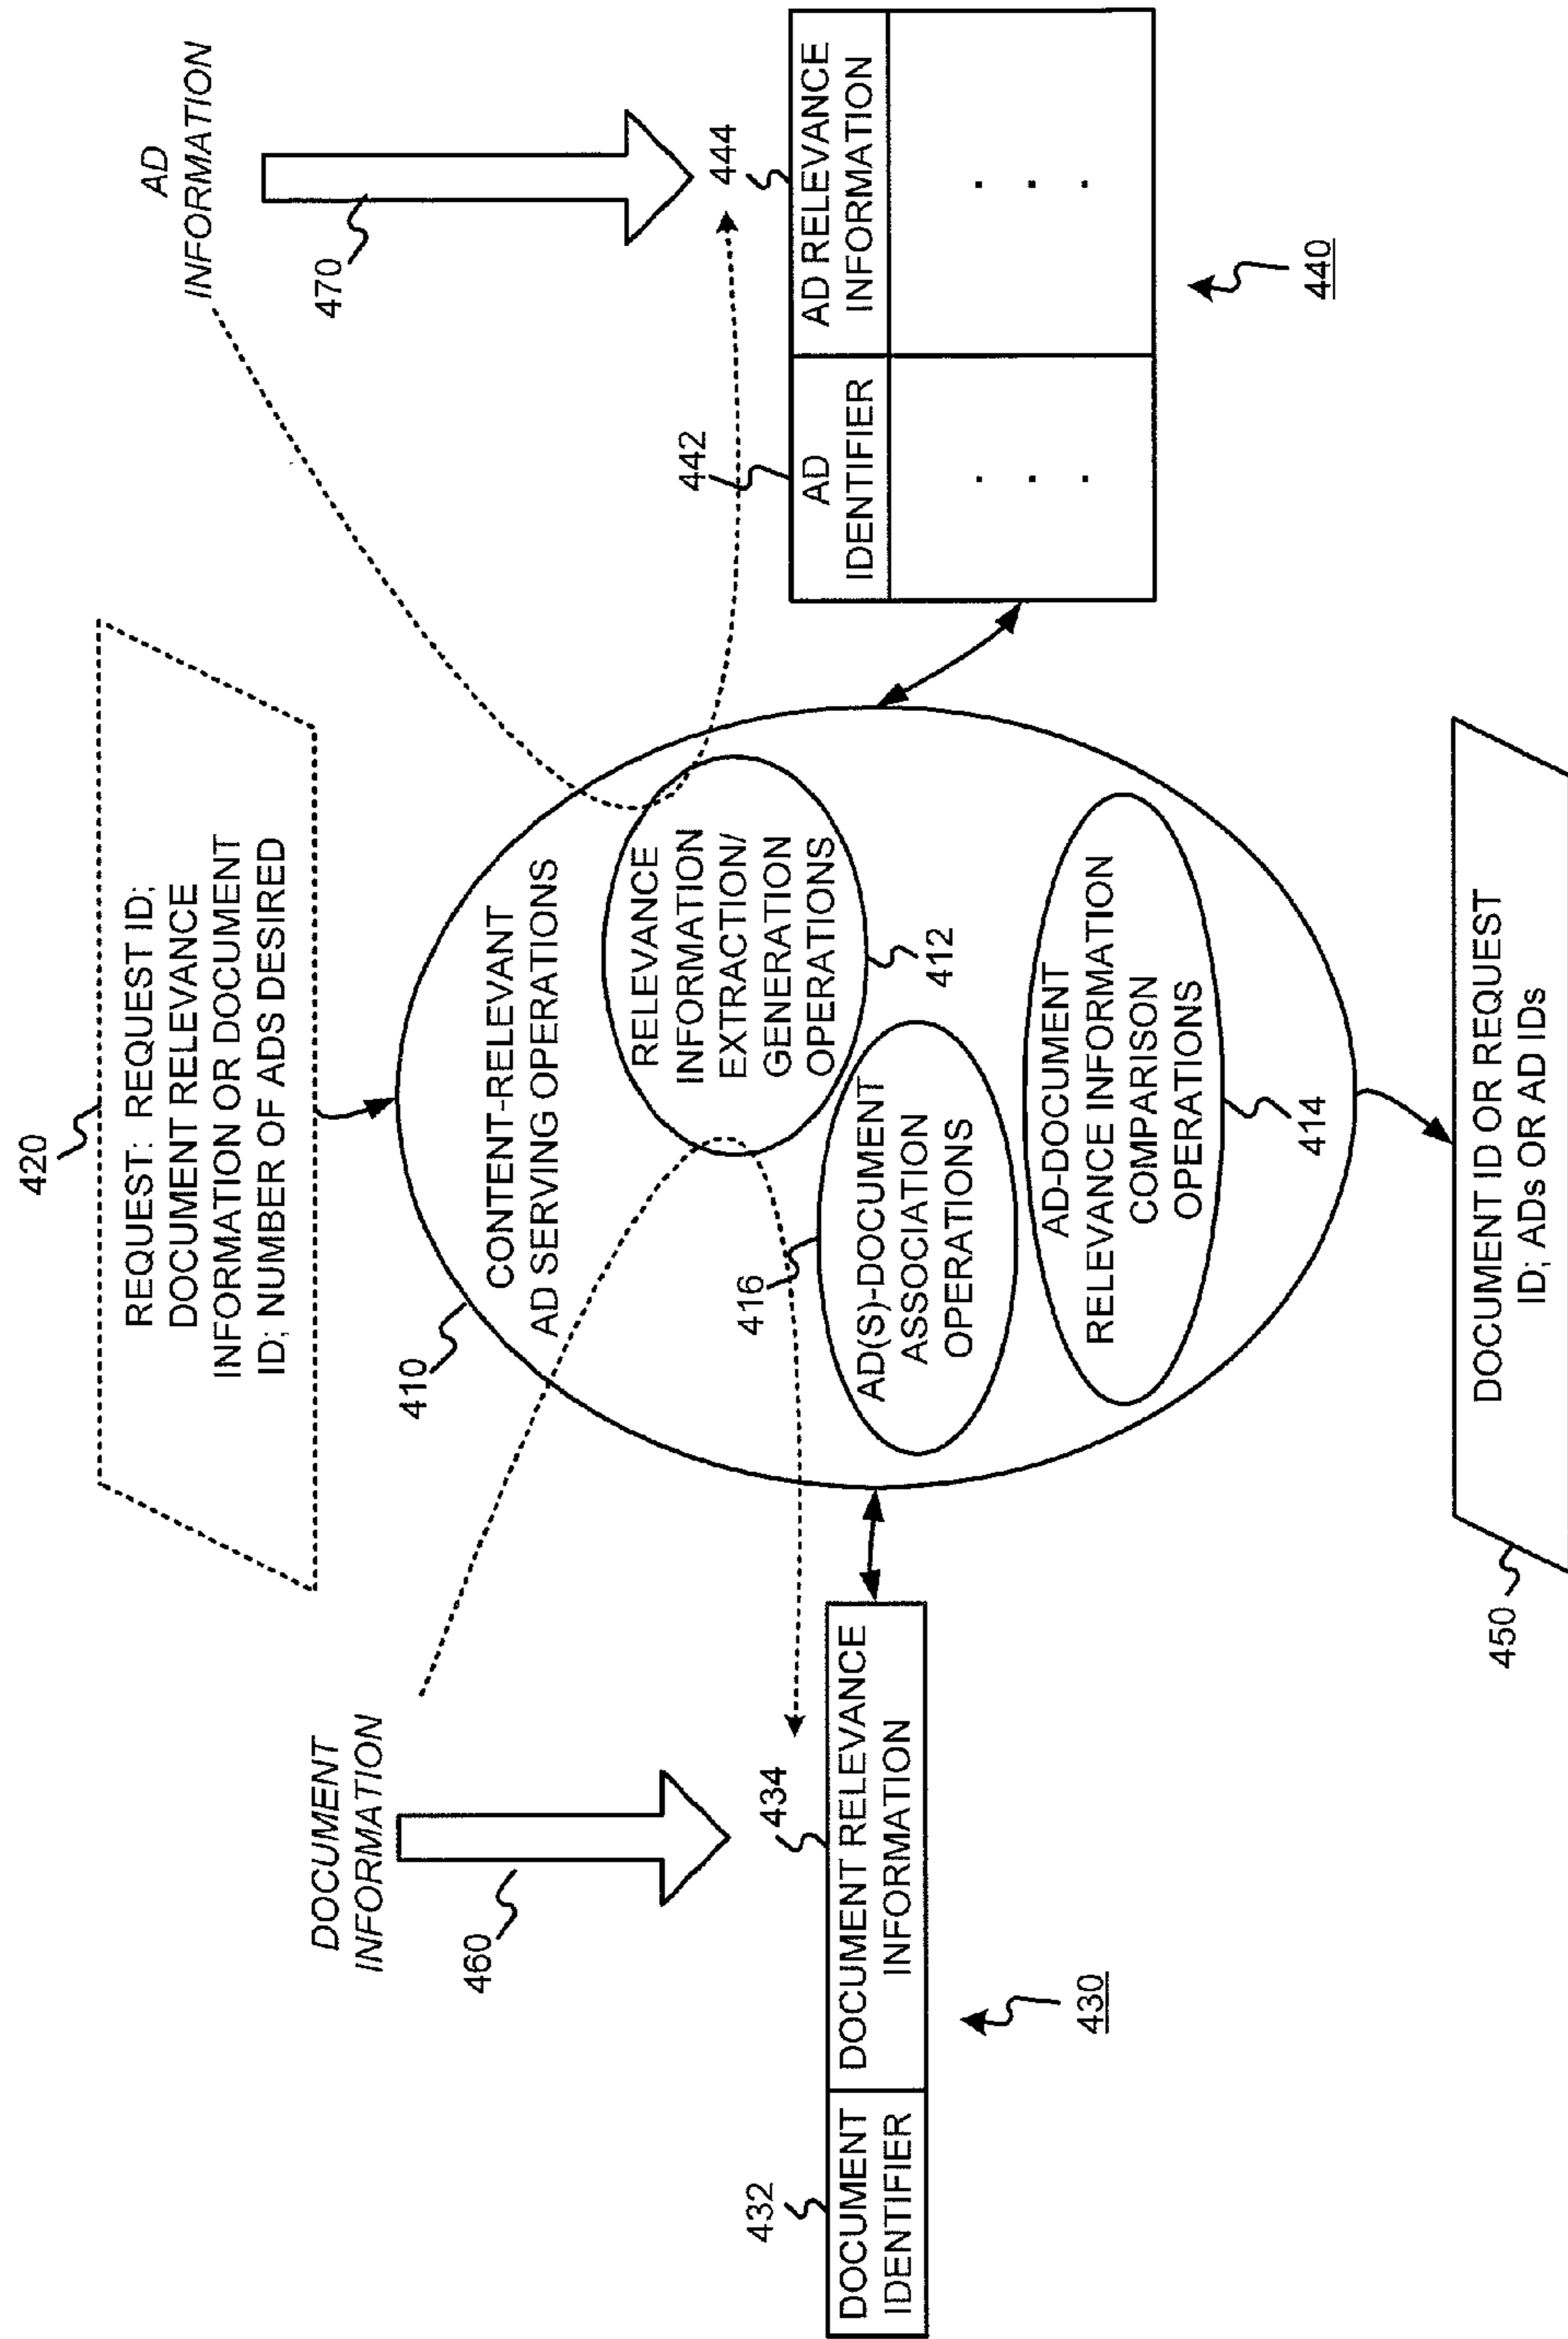 420
REQUEST: REQUEST ID;
DOCUMENT RELEVANCE
INFORMATION OR DOCUMENT
ID; NUMBER OF ADS DESIRED
AD
INFORMATION
470
DOCUMENT
INFORMATION
460
410
CONTENT-RELEVANT
AD SERVING OPERATIONS
RELEVANCE
INFORMATION
EXTRACTION/
GENERATION
OPERATIONS
412
416
AD(S)-DOCUMENT
ASSOCIATION
OPERATIONS
AD-DOCUMENT
RELEVANCE INFORMATION
COMPARISON
OPERATIONS
414
432
434
DOCUMENT
IDENTIFIER
DOCUMENT RELEVANCE
INFORMATION
430
442
444
AD
IDENTIFIER
AD RELEVANCE
INFORMATION
. . .
. . .
440
450
DOCUMENT ID OR REQUEST
ID; ADs OR AD IDs